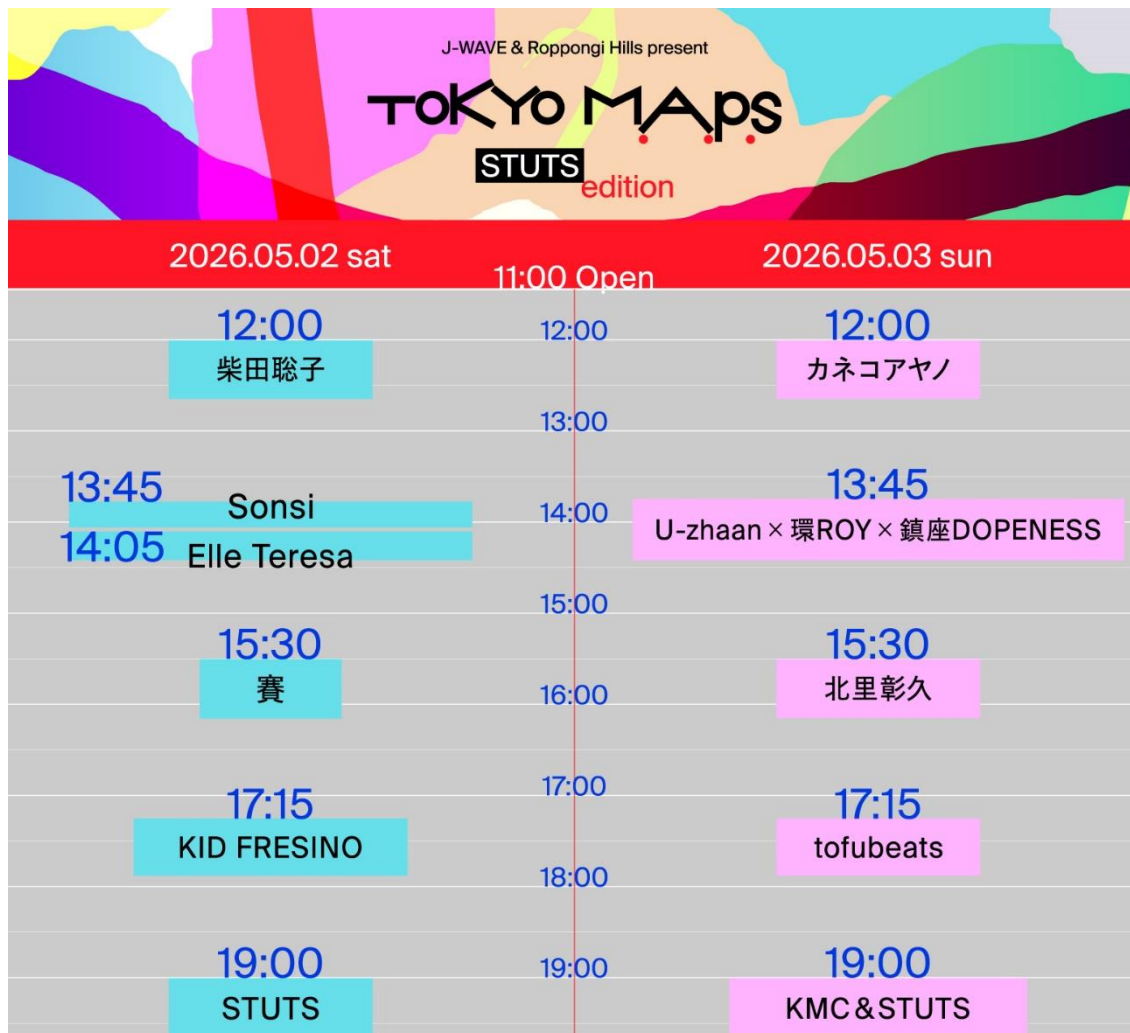 J-WAVE & Roppongi Hills present
TOKYO M.A.P.S
STUTS
edition
2026.05.02 sat
11:00 Open
2026.05.03 sun
12:00
柴田聡子
13:45
Sonsi
14:05
Elle Teresa
15:30
賽
17:15
KID FRESINO
19:00
STUTS
12:00
13:00
14:00
15:00
16:00
17:00
18:00
19:00
12:00
カネコアヤノ
13:45
U-zhaan×環ROY×鎮座DOPENESS
15:30
北里彰久
17:15
tofubeats
19:00
KMC&STUTS